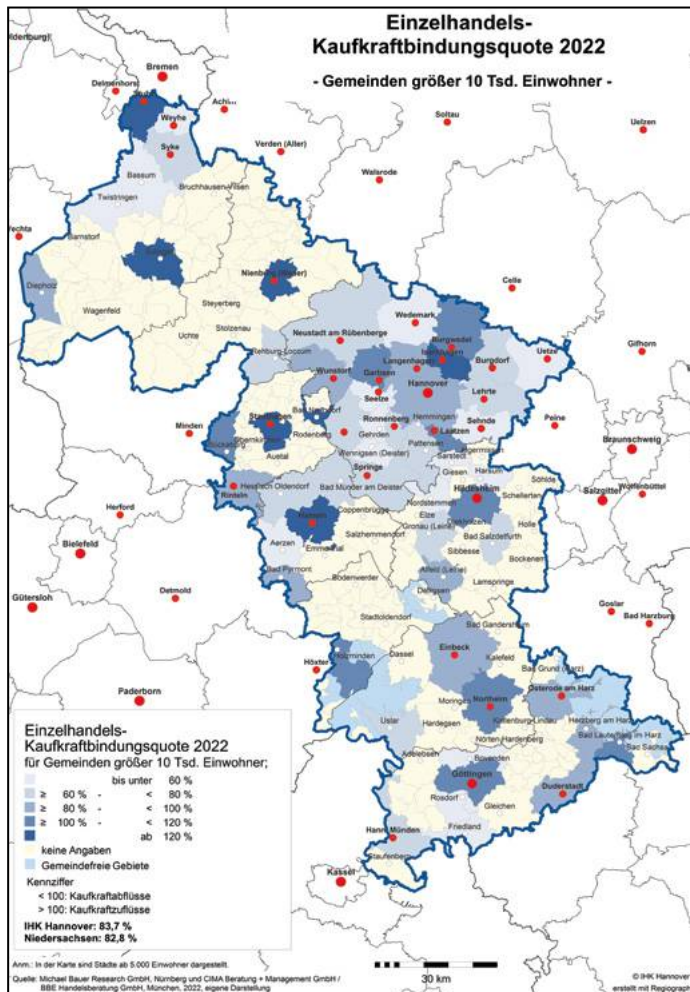 Einzelhandels-
Kaufkraftbindungsquote 2022
- Gemeinden größer 10 Tsd. Einwohner -
Bremen
Delmenhorst
Weyhe
Syke
Bassum
Twistringen
Bruchhausen-Vilsen
Verden (Aller)
Soltau
Uelzen
Walsrode
Barnstorf
Diepholz
Wagenfeld
Nienburg (Weser)
Steyerberg
Stolzenau
Uchte
Celle
Rehburg-Loccum
Neustadt am Rübenberge
Wedemark
Burgwedel
Isernhagen
Langenhagen
Burgdorf
Uetze
Gifhorn
Wunstorf
Garbsen
Seelze
Hannover
Lehrte
Sehnde
Peine
Braunschweig
Minden
Stadthagen
Bad Nenndorf
Rodenberg
Bückeburg
Obernkirchen
Auetal
Ronnenberg
Gehrden
Hemmingen
Laatzen
Pattensen
Wennigsen (Deister)
Sarstedt
Algermissen
Giesen
Harsum
Söhlde
Springe
Hessisch Oldendorf
Rinteln
Bad Münder am Deister
Nordstemmen
Hildesheim
Schellerten
Salzgitter
Wolfenbüttel
Herford
Bielefeld
Hameln
Coppenbrügge
Salzhemmendorf
Elze
Gronau (Leine)
Diekholzen
Bad Salzdetfurth
Holle
Aerzen
Emmerthal
Sibbesse
Bockenem
Bad Pyrmont
Bodenwerder
Alfeld (Leine)
Delligsen
Lamspringe
Gütersloh
Detmold
Stadtoldendorf
Bad Gandersheim
Goslar
Bad Harzburg
Höxter
Holzminden
Dassel
Einbeck
Kalefeld
Bad Grund (Harz)
Osterode am Harz
Paderborn
Moringen
Northeim
Katlenburg-Lindau
Herzberg am Harz
Bad Lauterberg im Harz
Bad Sachsa
Uslar
Hardegsen
Nörten-Hardenberg
Adelebsen
Bovenden
Göttingen
Rosdorf
Gleichen
Duderstadt
Friedland
Hann. Münden
Staufenberg
Kassel
Einzelhandels-
Kaufkraftbindungsquote 2022
für Gemeinden größer 10 Tsd. Einwohner;
bis unter 60 %
≥ 60 % - < 80 %
≥ 80 % - < 100 %
≥ 100 % - < 120 %
ab 120 %
keine Angaben
Gemeindefreie Gebiete
Kennziffer
< 100: Kaufkraftabflüsse
> 100: Kaufkraftzuflüsse
IHK Hannover: 83,7 %
Niedersachsen: 82,8 %
Anm.: In der Karte sind Städte ab 5.000 Einwohner dargestellt.
Quelle: Michael Bauer Research GmbH, Nürnberg und CIMA Beratung + Management GmbH /
BBE Handelsberatung GmbH, München, 2022, eigene Darstellung
30 km
© IHK Hannover
erstellt mit Regiograph